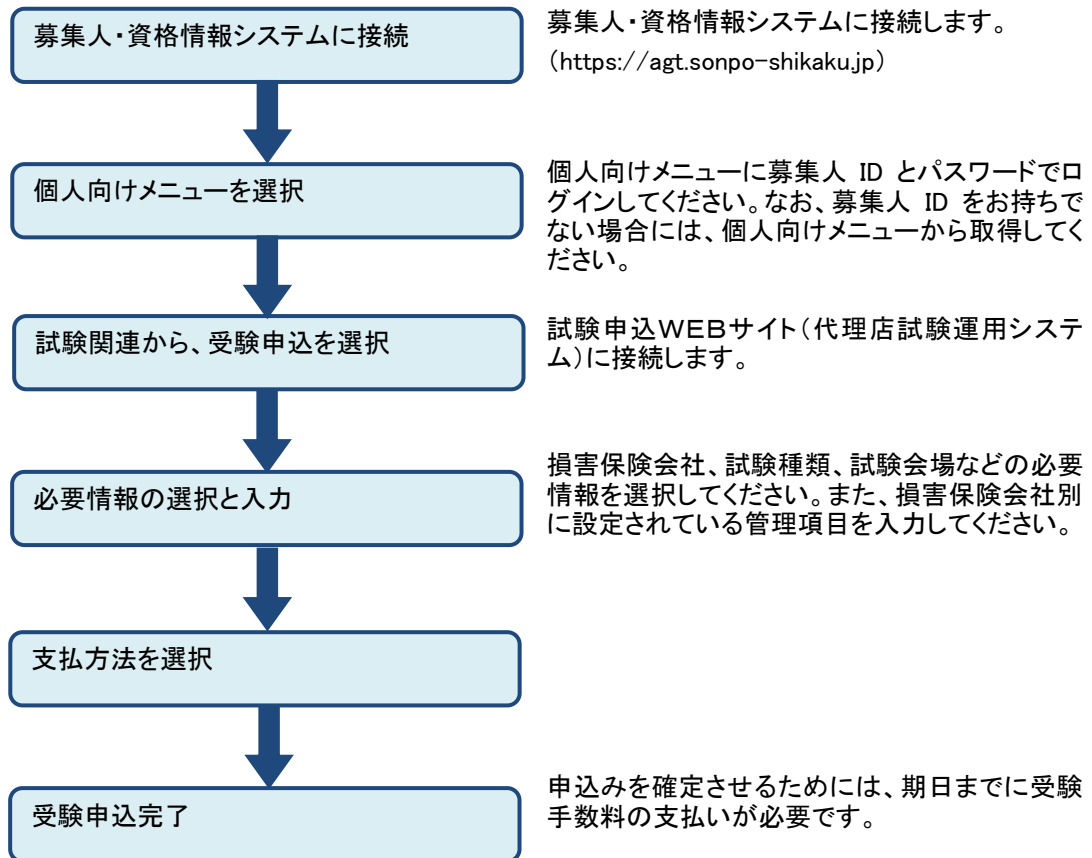 募集人・資格情報システムに接続
募集人・資格情報システムに接続します。
（https://agt.sonpo-shikaku.jp）
個人向けメニューを選択
個人向けメニューに募集人 ID とパスワードでロ
グインしてください。なお、募集人 ID をお持ちで
ない場合には、個人向けメニューから取得してく
ださい。
試験関連から、受験申込を選択
試験申込ＷＥＢサイト（代理店試験運用システ
ム）に接続します。
必要情報の選択と入力
損害保険会社、試験種類、試験会場などの必要
情報を選択してください。また、損害保険会社別
に設定されている管理項目を入力してください。
支払方法を選択
受験申込完了
申込みを確定させるためには、期日までに受験
手数料の支払いが必要です。